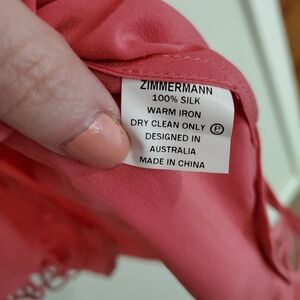 ZIMMERMANN
100% SILK
WARM IRON
DRY CLEAN ONLY Ⓟ
DESIGNED IN
AUSTRALIA
MADE IN CHINA